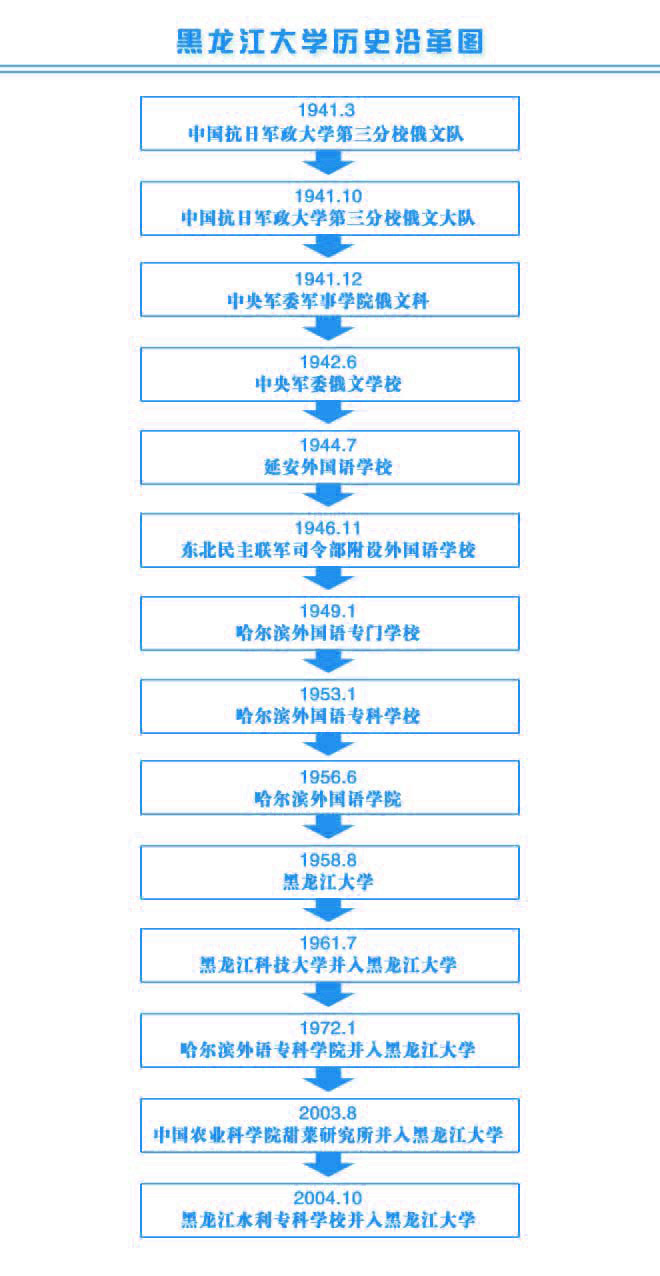 黑龙江大学历史沿革图
1941.3
中国抗日军政大学第三分校俄文队
1941.10
中国抗日军政大学第三分校俄文大队
1941.12
中央军委军事学院俄文科
1942.6
中央军委俄文学校
1944.7
延安外国语学校
1946.11
东北民主联军司令部附设外国语学校
1949.1
哈尔滨外国语专门学校
1953.1
哈尔滨外国语专科学校
1956.6
哈尔滨外国语学院
1958.8
黑龙江大学
1961.7
黑龙江科技大学并入黑龙江大学
1972.1
哈尔滨外语专科学院并入黑龙江大学
2003.8
中国农业科学院甜菜研究所并入黑龙江大学
2004.10
黑龙江水利专科学校并入黑龙江大学